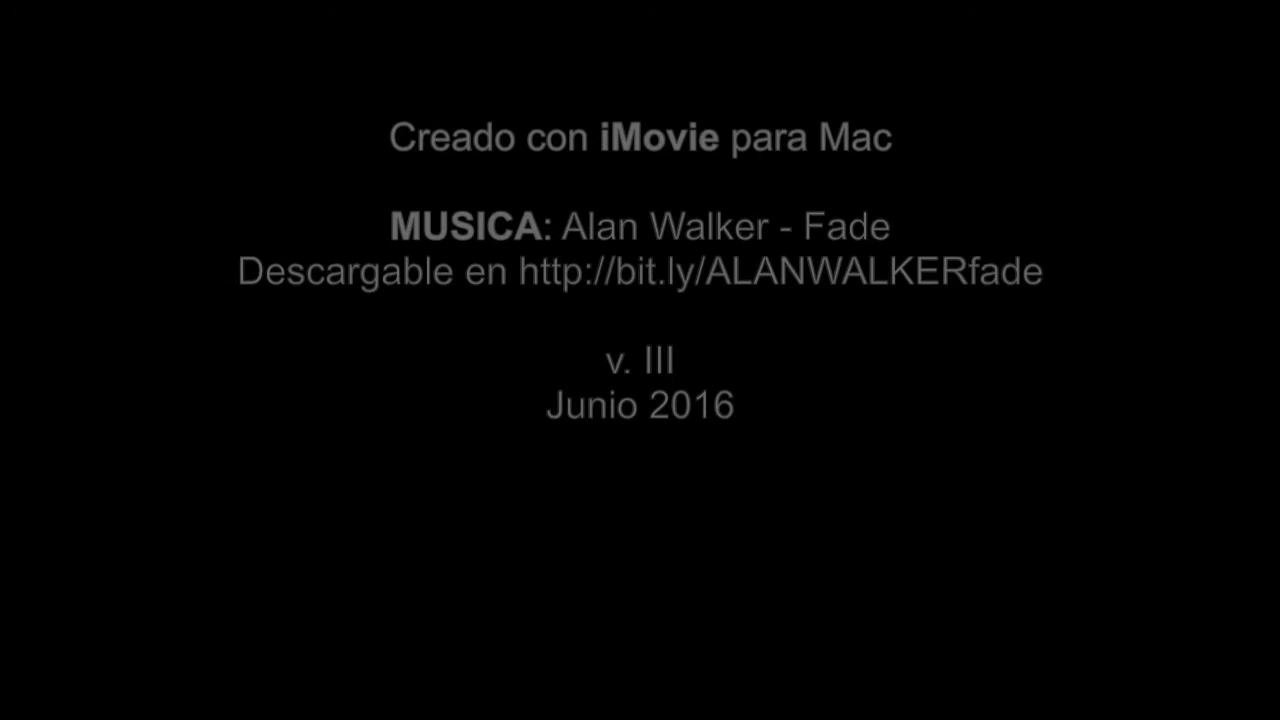 Creado con iMovie para Mac
MUSICA: Alan Walker - Fade
Descargable en http://bit.ly/ALANWALKERfade
v. III
Junio 2016